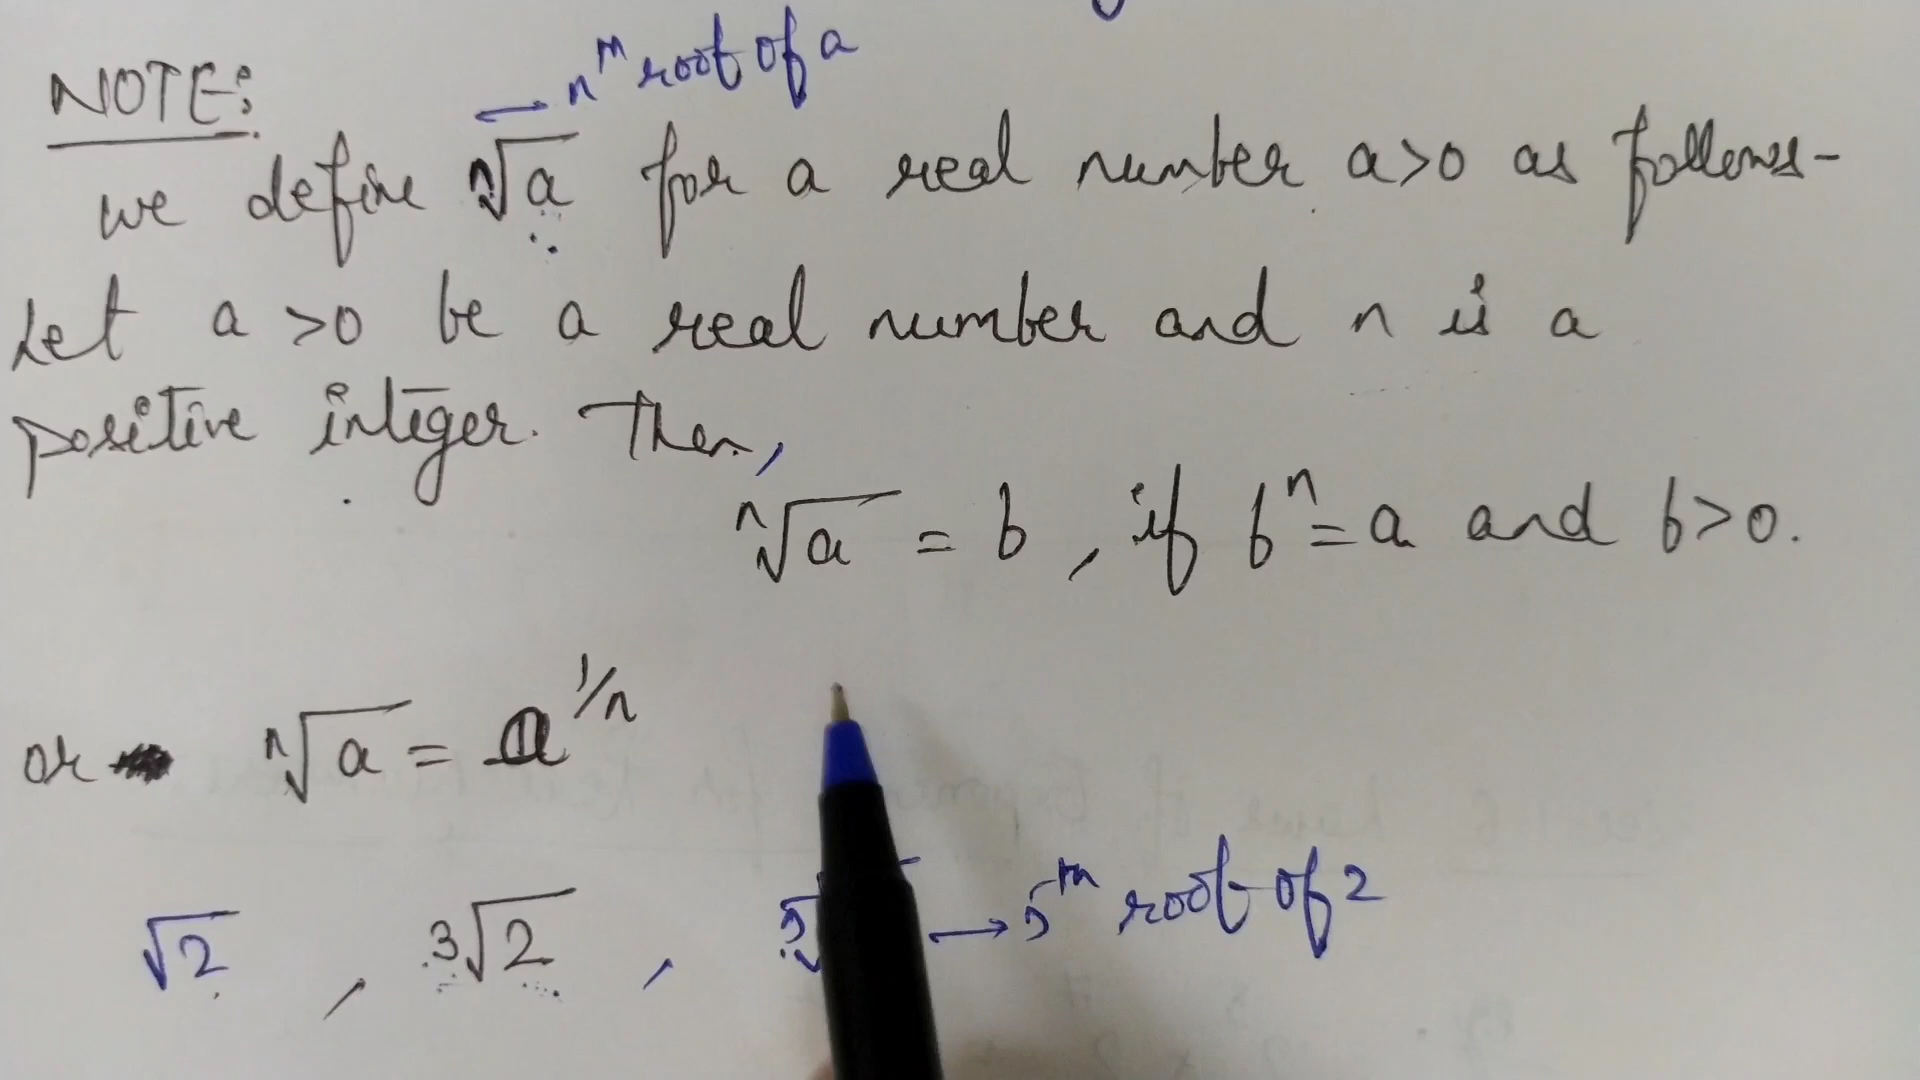 NOTE:
← nth root of a
we define ⁿ√a for a real number a>0 as follows-
Let a >0 be a real number and n is a
positive integer. Then,
ⁿ√a = b , if bⁿ = a and b>0.
or ⁿ√a = a^1/n
√2 , ³√2 , ⁵√ → 5th root of 2